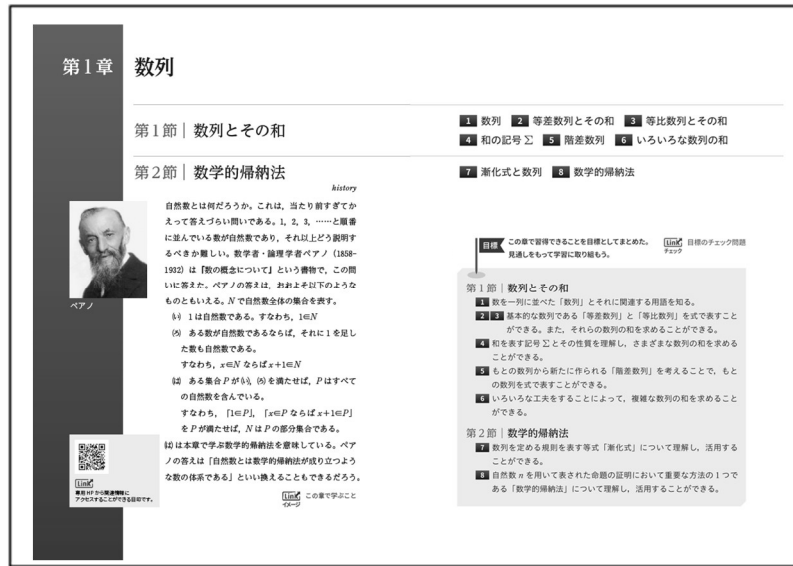 第1章 数列
第1節 | 数列とその和
1 数列 2 等差数列とその和 3 等比数列とその和
4 和の記号Σ 5 階差数列 6 いろいろな数列の和
第2節 | 数学的帰納法
7 漸化式と数列 8 数学的帰納法
history
自然数とは何だろうか。これは，当たり前すぎてか
えって答えづらい問いである。1，2，3，……と順番
に並んでいる数が自然数であり，それ以上どう説明す
るべきか難しい。数学者・論理学者ペアノ（1858-
1932）は『数の概念について』という書物で，この問
いに答えた。ペアノの答えは，おおよそ以下のような
ものともいえる。Nで自然数全体の集合を表す。
(い) 1は自然数である。すなわち，1∈N
(ろ) ある数が自然数であるならば，それに1を足し
た数も自然数である。
すなわち，x∈N ならば x+1∈N
(は) ある集合Pが(い)，(ろ)を満たせば，Pはすべて
の自然数を含んでいる。
すなわち，「1∈P」，「x∈P ならば x+1∈P」
をPが満たせば，NはPの部分集合である。
(は)は本章で学ぶ数学的帰納法を意味している。ペア
ノの答えは「自然数とは数学的帰納法が成り立つよう
な数の体系である」といい換えることもできるだろう。
Link イメージ この章で学ぶこと
ペアノ
Link
専用HPから関連情報に
アクセスすることができる目印です。
目標 この章で習得できることを目標としてまとめた。
見通しをもって学習に取り組もう。
Link チェック 目標のチェック問題
第1節 | 数列とその和
1 数を一列に並べた「数列」とそれに関連する用語を知る。
2 3 基本的な数列である「等差数列」と「等比数列」を式で表すこと
ができる。また，それらの数列の和を求めることができる。
4 和を表す記号Σとその性質を理解し，さまざまな数列の和を求める
ことができる。
5 もとの数列から新たに作られる「階差数列」を考えることで，もと
の数列を式で表すことができる。
6 いろいろな工夫をすることによって，複雑な数列の和を求めること
ができる。
第2節 | 数学的帰納法
7 数列を定める規則を表す等式「漸化式」について理解し，活用する
ことができる。
8 自然数 n を用いて表された命題の証明において重要な方法の1つで
ある「数学的帰納法」について理解し，活用することができる。